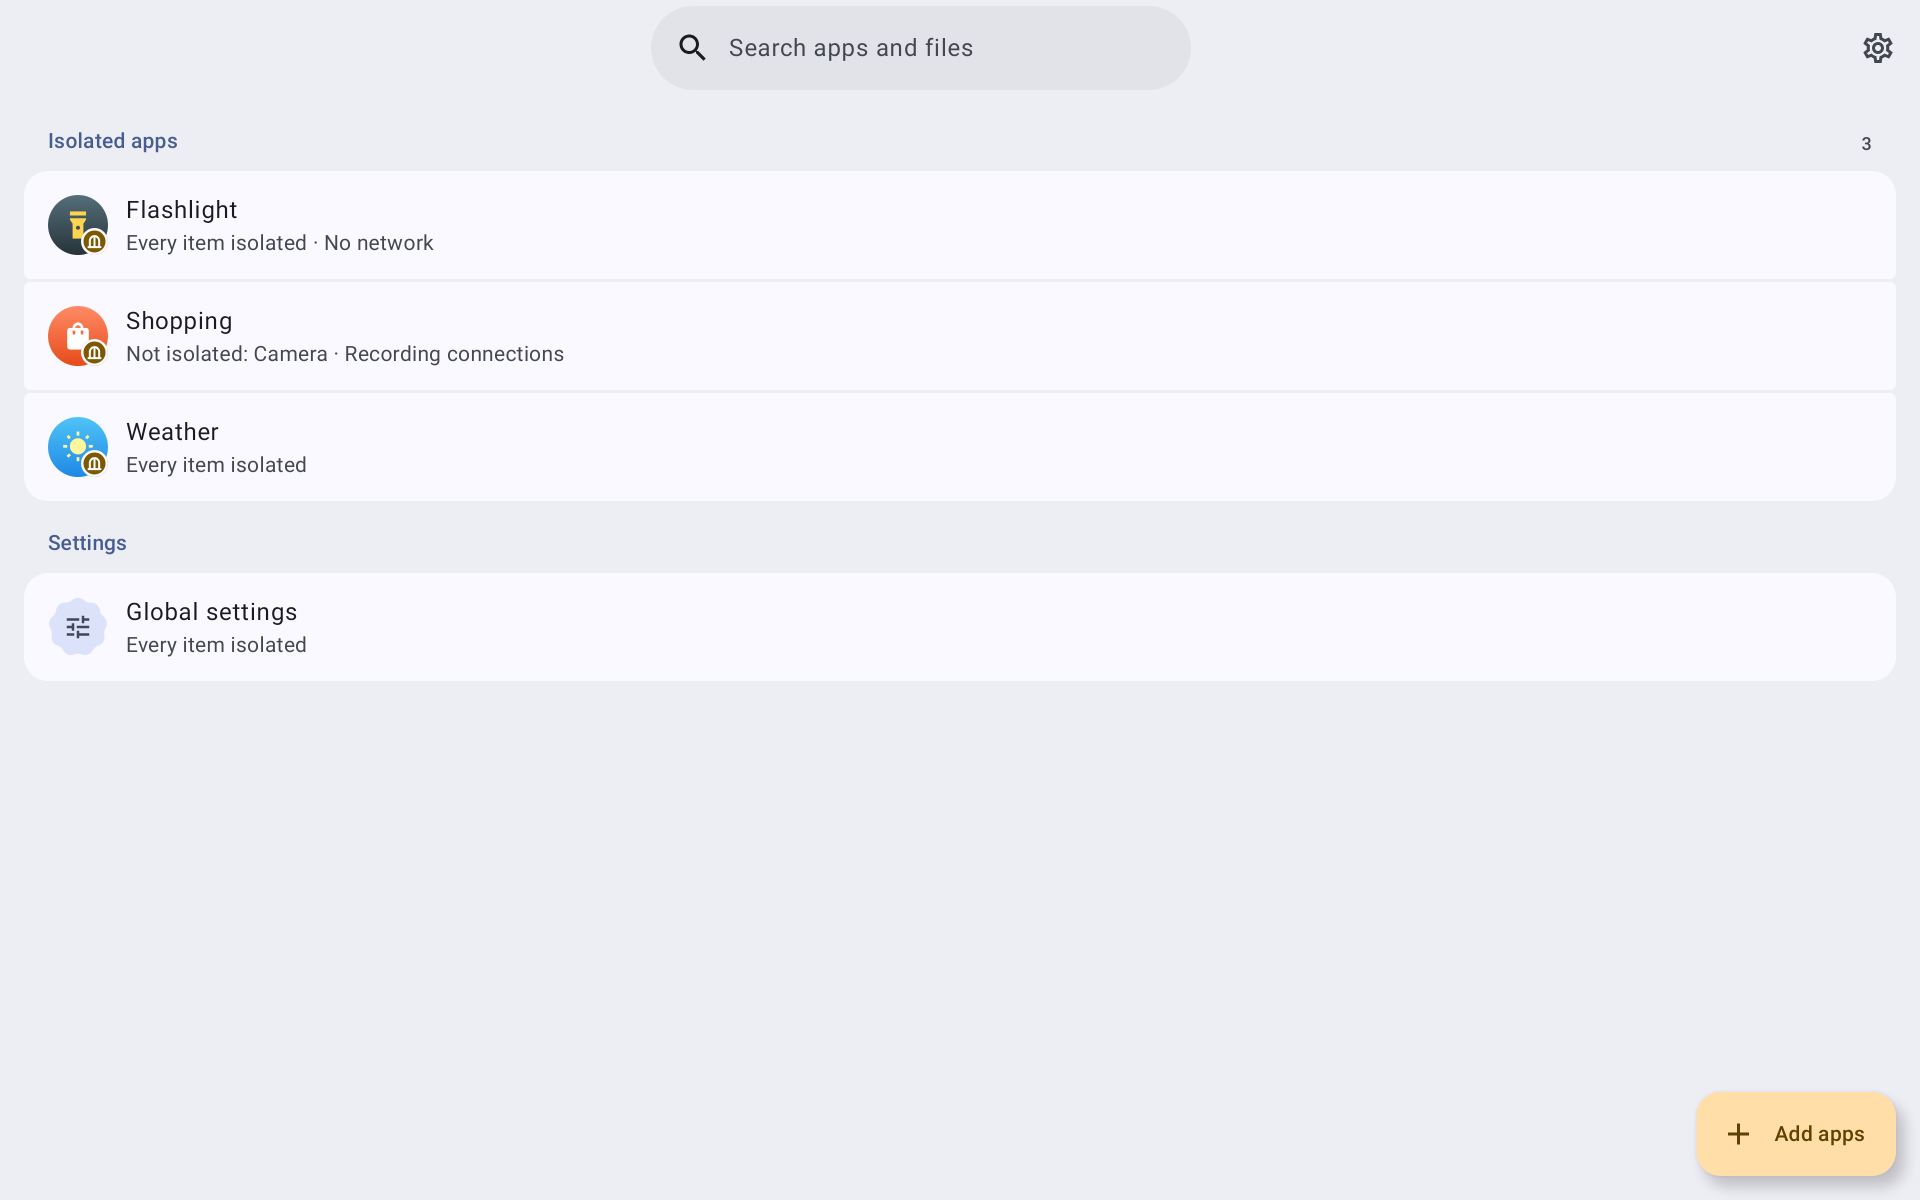 Search apps and files
Isolated apps
3
Flashlight
Every item isolated · No network
Shopping
Not isolated: Camera · Recording connections
Weather
Every item isolated
Settings
Global settings
Every item isolated
Add apps